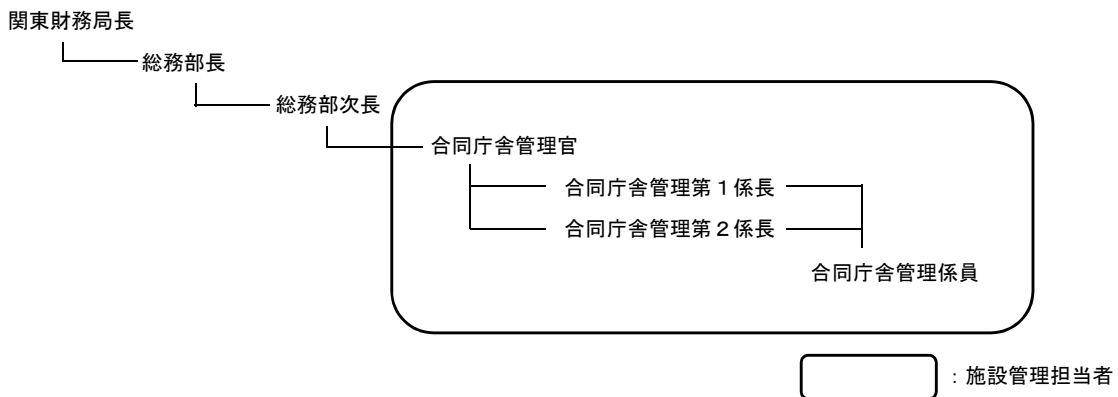 関東財務局長
総務部長
総務部次長
合同庁舎管理官
合同庁舎管理第１係長
合同庁舎管理第２係長
合同庁舎管理係員
：施設管理担当者